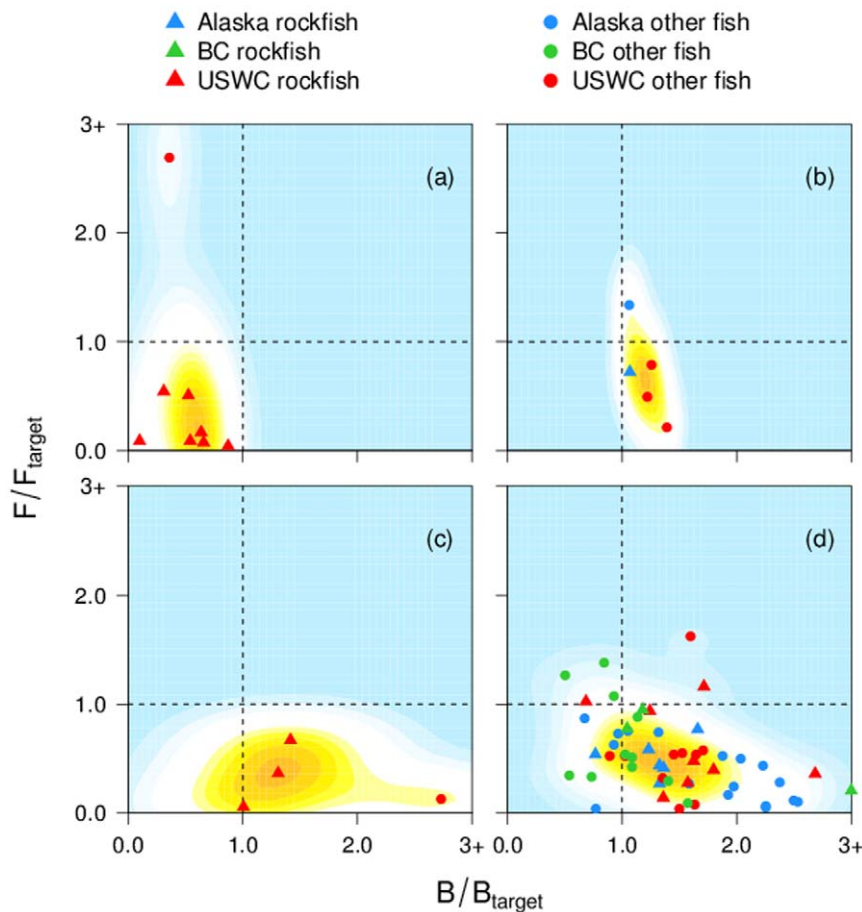 Alaska rockfish
BC rockfish
USWC rockfish
Alaska other fish
BC other fish
USWC other fish
3+
2.0
1.0
0.0
(a)
(b)
3+
2.0
1.0
0.0
(c)
(d)
0.0 1.0 2.0 3+
0.0 1.0 2.0 3+
F/F_target
B/B_target